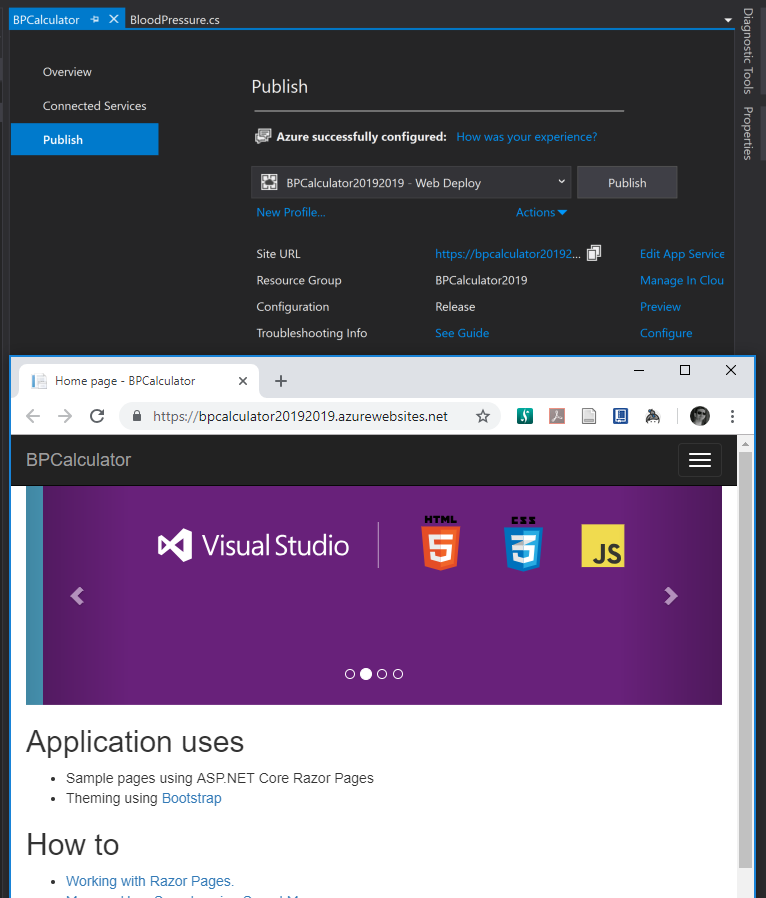 BPCalculator
BloodPressure.cs
Diagnostic Tools
Properties
Overview
Connected Services
Publish
Publish
Azure successfully configured: How was your experience?
BPCalculator20192019 - Web Deploy
Publish
New Profile...
Actions
Site URL https://bpcalculator20192... Edit App Service
Resource Group BPCalculator2019 Manage In Clou
Configuration Release Preview
Troubleshooting Info See Guide Configure
Home page - BPCalculator
https://bpcalculator20192019.azurewebsites.net
BPCalculator
Visual Studio
HTML
5
CSS
3
JS
Application uses
• Sample pages using ASP.NET Core Razor Pages
• Theming using Bootstrap
How to
• Working with Razor Pages.